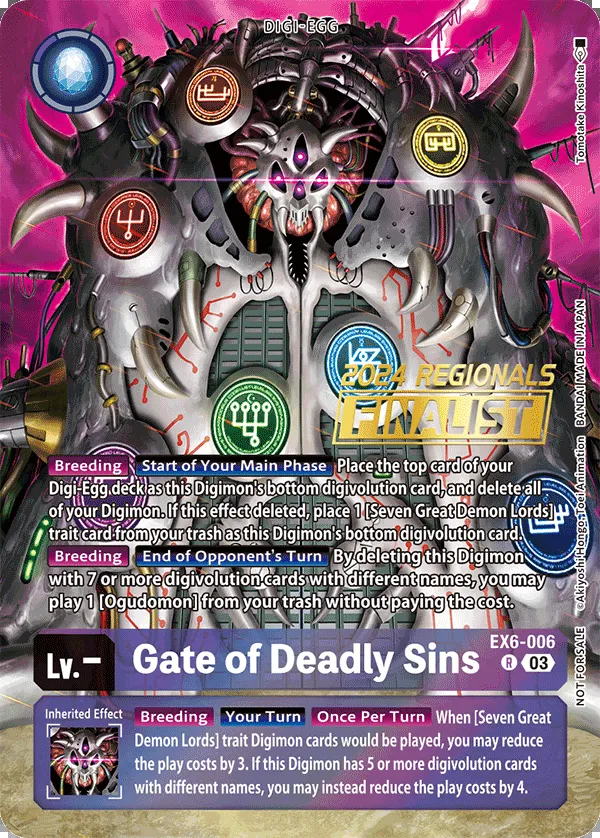 DIGI-EGG
Tomotake Kinoshita
2024 REGIONALS
FINALIST
Breeding Start of Your Main Phase Place the top card of your
Digi-Egg deck as this Digimon's bottom digivolution card, and delete all
of your Digimon. If this effect deleted, place 1 [Seven Great Demon Lords]
trait card from your trash as this Digimon's bottom digivolution card.
Breeding End of Opponent's Turn By deleting this Digimon
with 7 or more digivolution cards with different names, you may
play 1 [Ogudomon] from your trash without paying the cost.
NOT FOR SALE ©Akiyoshi Hongo, Toei Animation BANDAI MADE IN JAPAN
EX6-006
Lv.-
Gate of Deadly Sins
R 03
Inherited Effect
Breeding Your Turn Once Per Turn When [Seven Great
Demon Lords] trait Digimon cards would be played, you may reduce
the play costs by 3. If this Digimon has 5 or more digivolution cards
with different names, you may instead reduce the play costs by 4.